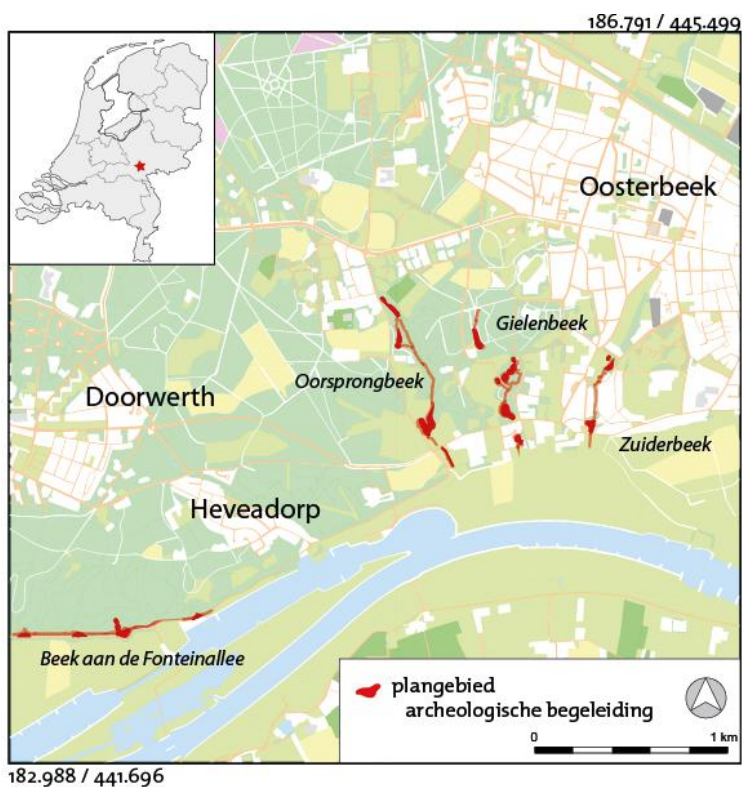 186.791 / 445.499
Oosterbeek
Gielenbeek
Oorsprongbeek
Doorwerth
Zuiderbeek
Heveadorp
Beek aan de Fonteinallee
plangebied
archeologische begeleiding
0 1 km
182.988 / 441.696